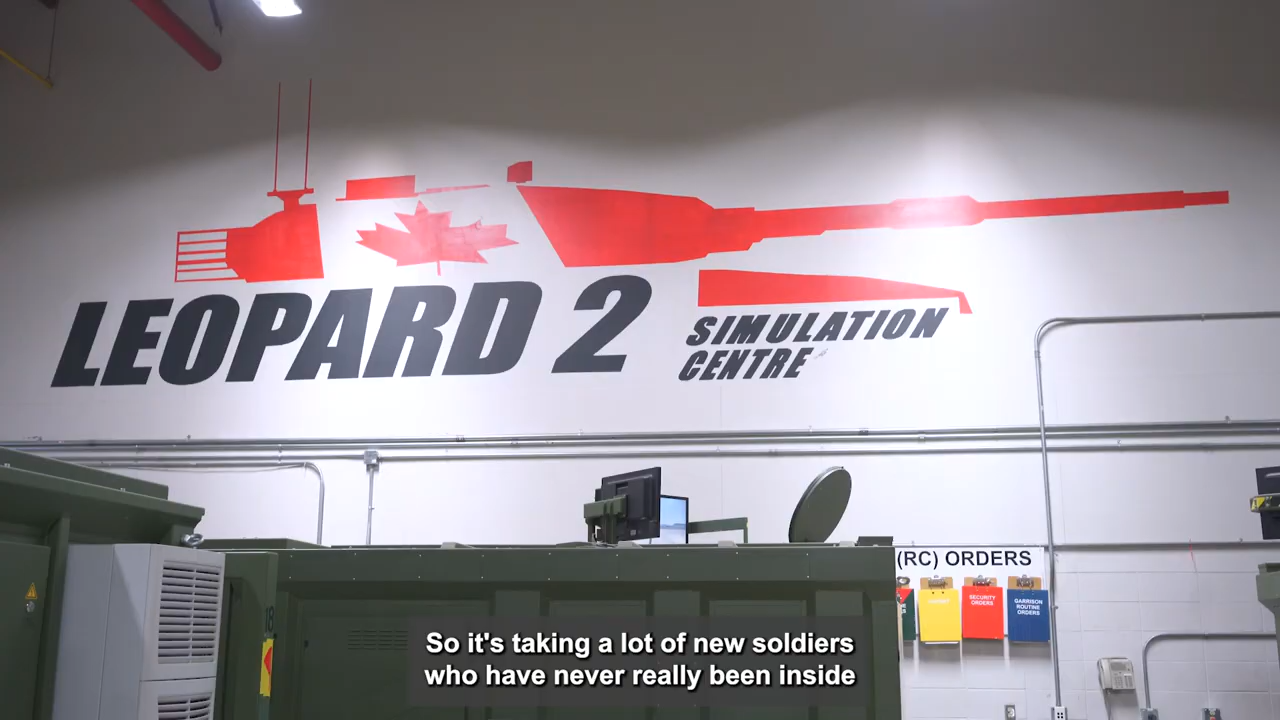 LEOPARD 2
SIMULATION
CENTRE
(RC) ORDERS
SECURITY
ORDERS
GARRISON
ROUTINE
ORDERS
18
So it's taking a lot of new soldiers
who have never really been inside